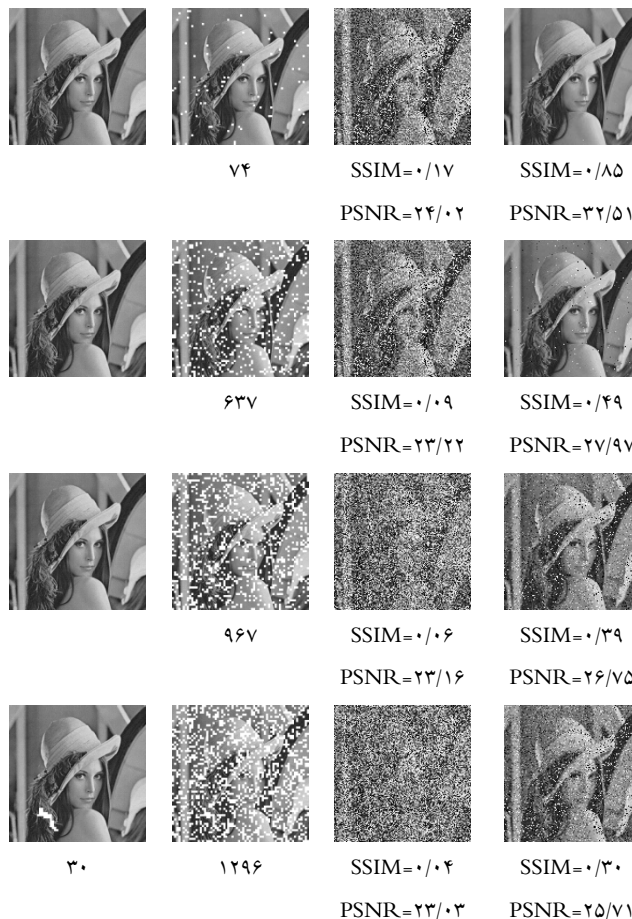 ۷۴ SSIM=۰/۱۷ SSIM=۰/۸۵
PSNR=۲۴/۰۲ PSNR=۳۲/۵۱
۶۳۷ SSIM=۰/۰۹ SSIM=۰/۴۹
PSNR=۲۳/۲۲ PSNR=۲۷/۹۷
۹۶۷ SSIM=۰/۰۶ SSIM=۰/۳۹
PSNR=۲۳/۱۶ PSNR=۲۶/۷۵
۳۰ ۱۲۹۶ SSIM=۰/۰۴ SSIM=۰/۳۰
PSNR=۲۳/۰۳ PSNR=۲۵/۷۱